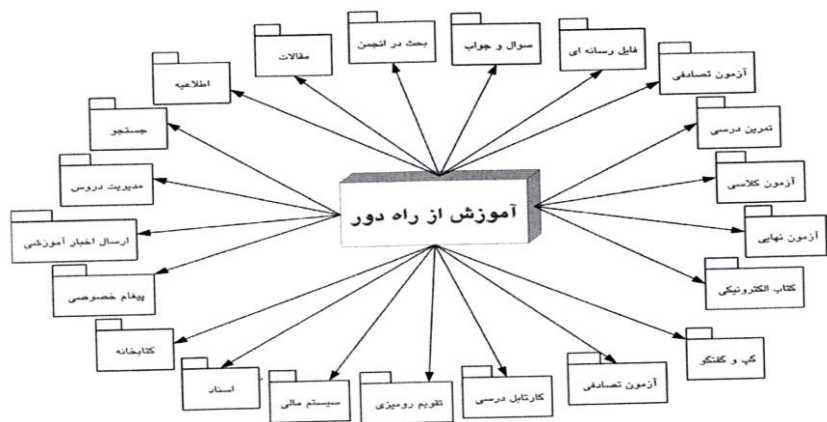 فایل رسانه ای
سوال و جواب
بحث در انجمن
مقالات
اطلاعیه
جستجو
مدیریت دروس
ارسال اخبار آموزشی
پیغام خصوصی
کتابخانه
اسناد
سیستم مالی
تقویم رومیزی
کارتابل درسی
آزمون تصادفی
گپ و گفتگو
کتاب الکترونیکی
آزمون نهایی
آزمون کلاسی
تمرین درسی
آزمون تصادفی
آموزش از راه دور